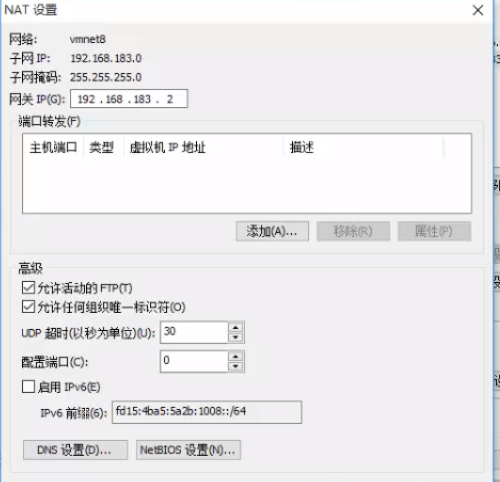 NAT 设置
网络: vmnet8
子网 IP: 192.168.183.0
子网掩码: 255.255.255.0
网关 IP(G): 192 . 168 . 183 . 2
端口转发(F)
主机端口 类型 虚拟机 IP 地址 描述
添加(A)... 移除(R) 属性(P)
高级
允许活动的 FTP(T)
允许任何组织唯一标识符(O)
UDP 超时(以秒为单位)(U): 30
配置端口(C): 0
启用 IPv6(E)
IPv6 前缀(6): fd15:4ba5:5a2b:1008::/64
DNS 设置(D)... NetBIOS 设置(N)...